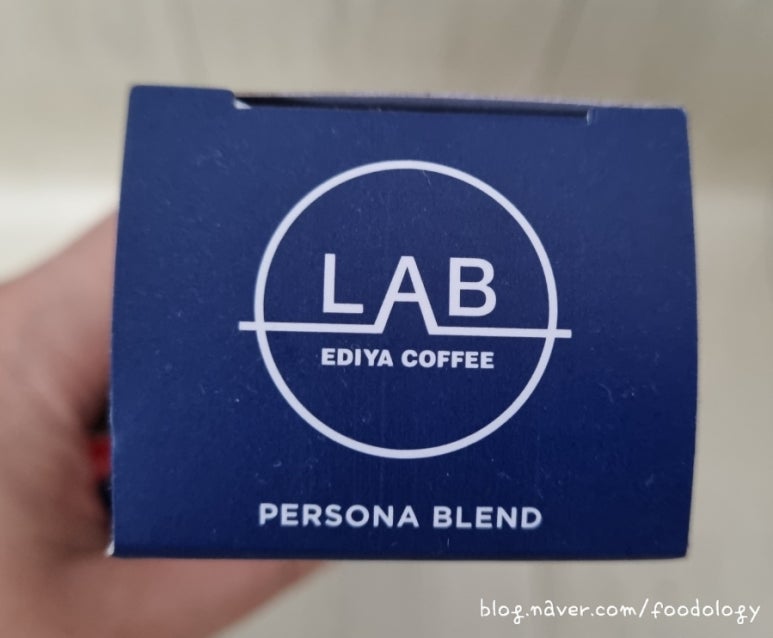 LAB
EDIYA COFFEE
PERSONA BLEND
blog.naver.com/foodology